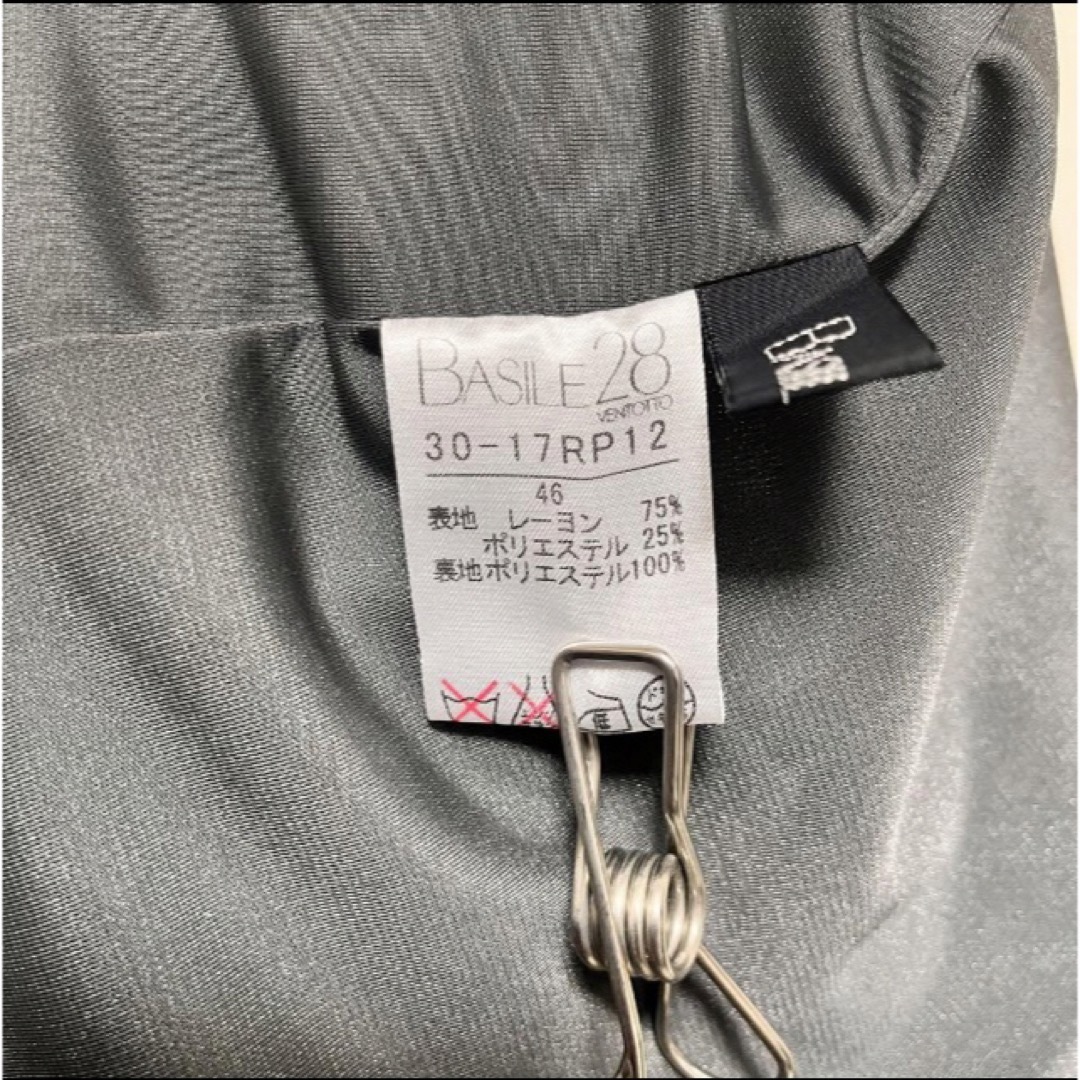 BASILE28
VENTOTTO
30-17RP12
46
表地 レーヨン 75%
ポリエステル 25%
裏地ポリエステル100%
低